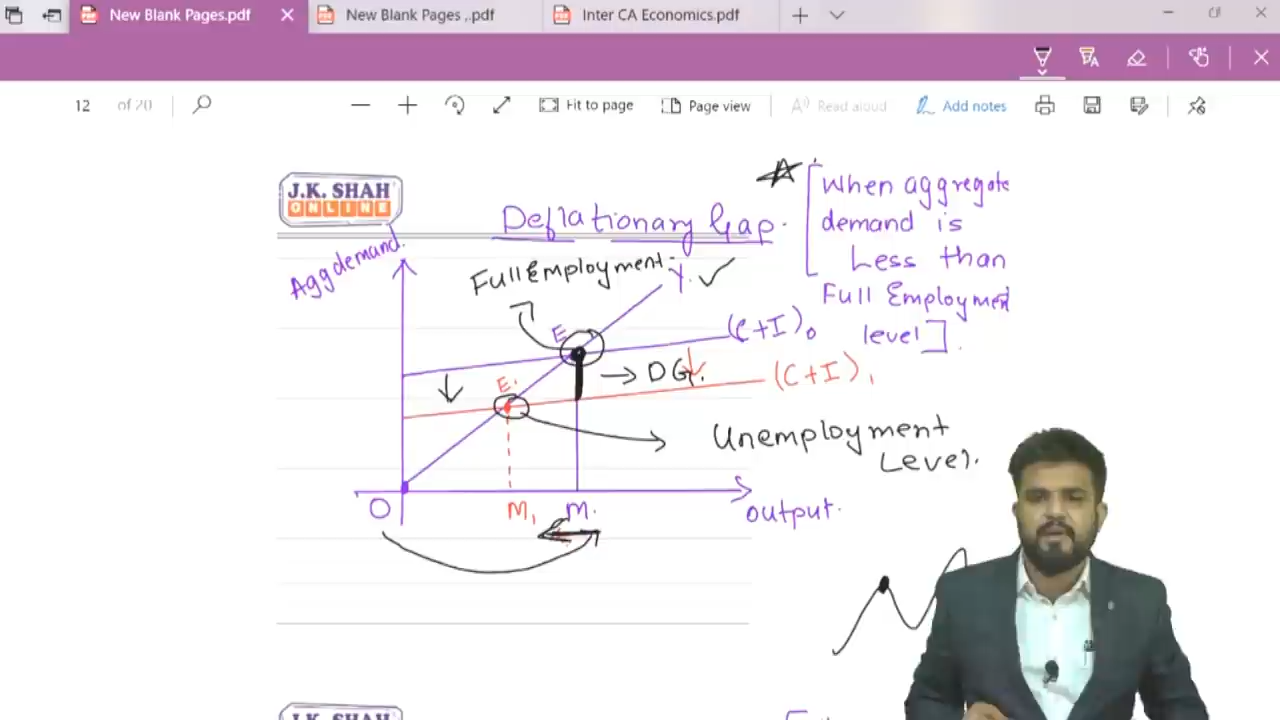 New Blank Pages.pdf
New Blank Pages ,.pdf
Inter CA Economics.pdf
12 of 20
Fit to page
Page view
Read aloud
Add notes
J.K. SHAH
ONLINE
Deflationary Gap.
When aggregate
demand is
Less than
Full Employment
level]
Agg demand.
Full Employment.
Y.
E
(C+I)0
DG.
(C+I)1
E1
Unemployment
Level.
O
M1
M.
output.
J.K. SHAH